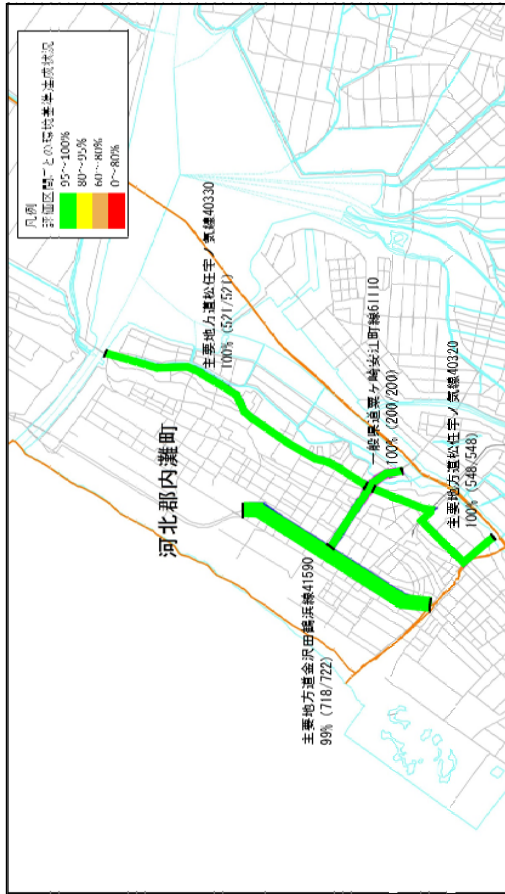 凡例
評価区間ごとの環境基準達成状況
95～100%
80～95%
60～80%
0～80%
河北郡内灘町
主要地方道松任宇ノ気線40330
100% (521/521)
一般県道粟ヶ崎安江町線61110
100% (200/200)
主要地方道松任宇ノ気線40320
100% (548/548)
主要地方道金沢田鶴浜線41590
99% (718/722)